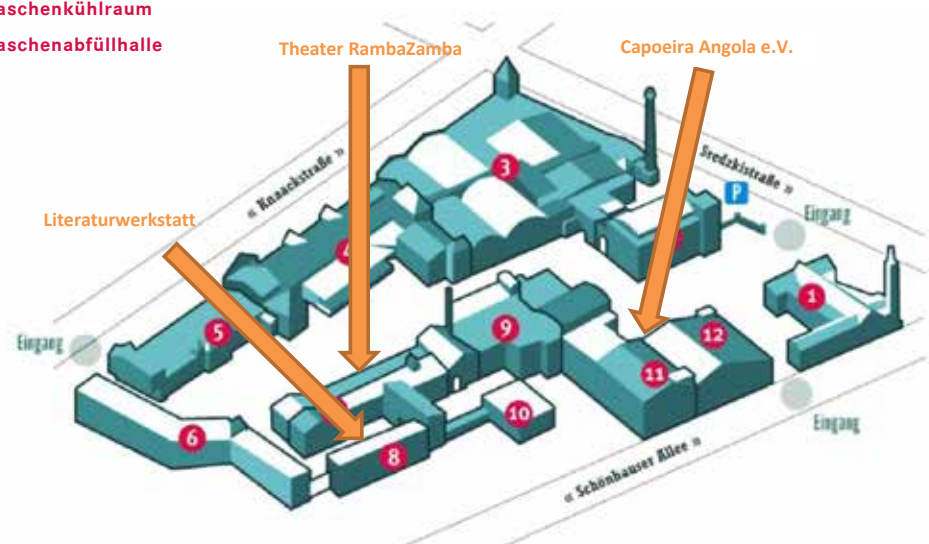 aschenkühlraum
aschenabfüllhalle
Theater RambaZamba
Capoeira Angola e.V.
« Knaackstraße »
3
Sredzkistraße »
P
Eingang
Literaturwerkstatt
4
1
Eingang
5
9
12
11
10
6
8
Eingang
« Schönhauser Allee »